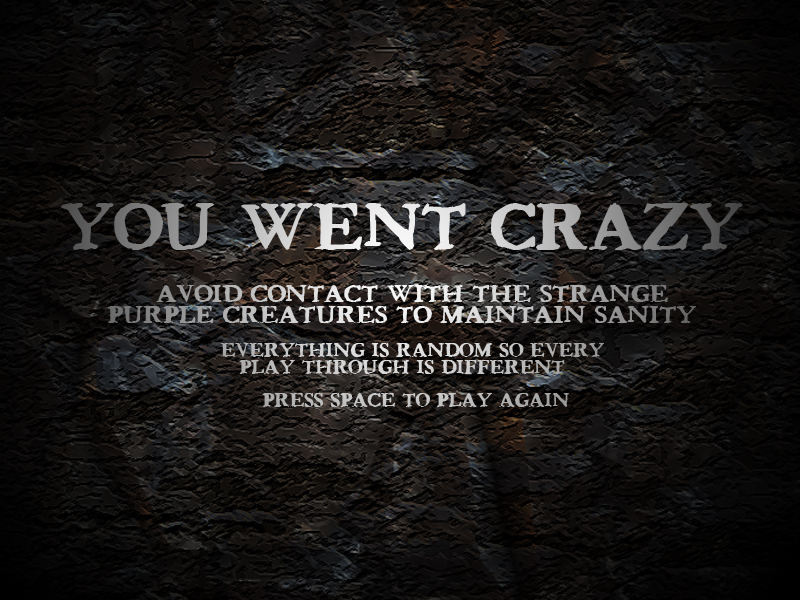 YOU WENT CRAZY
AVOID CONTACT WITH THE STRANGE
PURPLE CREATURES TO MAINTAIN SANITY
EVERYTHING IS RANDOM SO EVERY
PLAY THROUGH IS DIFFERENT
PRESS SPACE TO PLAY AGAIN